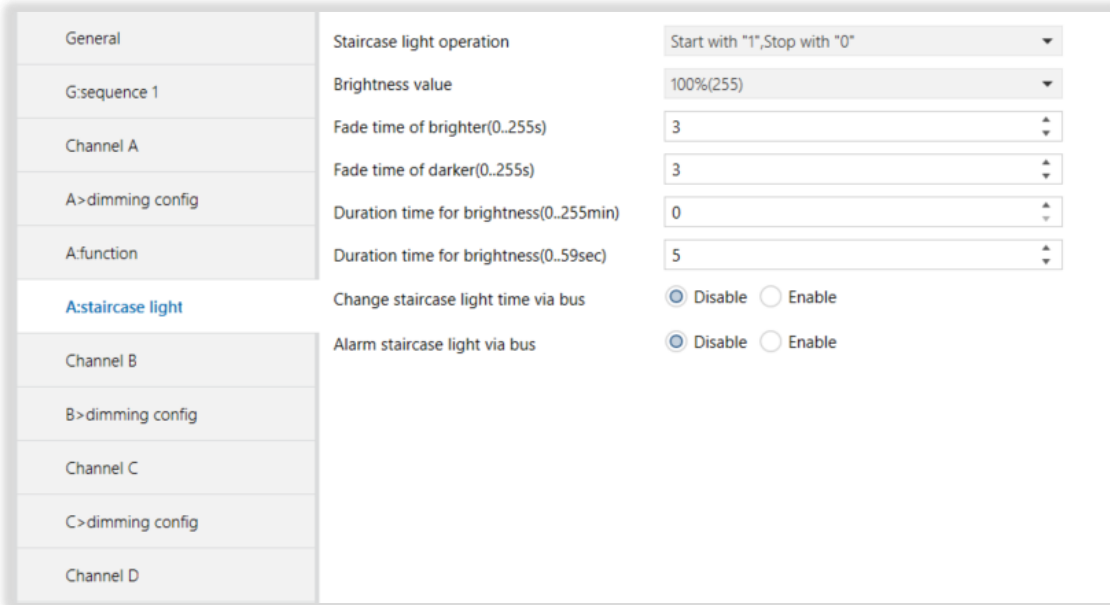 General
G:sequence 1
Channel A
A>dimming config
A:function
A:staircase light
Channel B
B>dimming config
Channel C
C>dimming config
Channel D
Staircase light operation Start with "1",Stop with "0"
Brightness value 100%(255)
Fade time of brighter(0..255s) 3
Fade time of darker(0..255s) 3
Duration time for brightness(0..255min) 0
Duration time for brightness(0..59sec) 5
Change staircase light time via bus Disable Enable
Alarm staircase light via bus Disable Enable